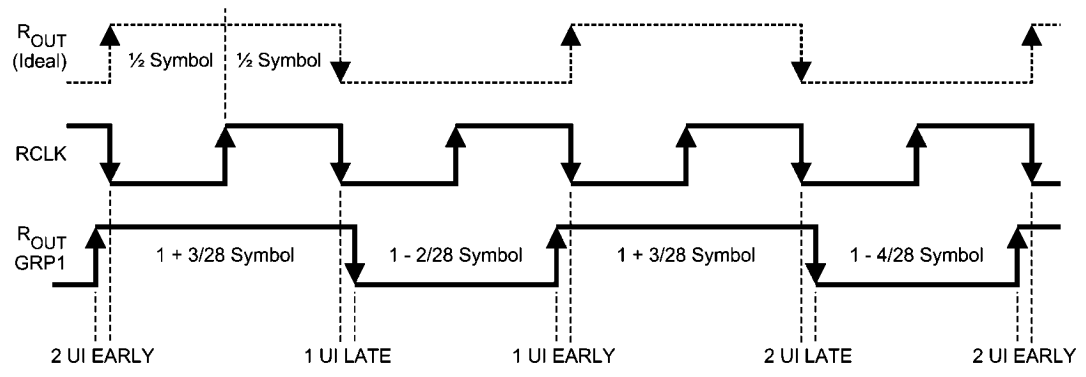 R_OUT
(Ideal)
½ Symbol ½ Symbol
RCLK
R_OUT
GRP1
1 + 3/28 Symbol 1 - 2/28 Symbol 1 + 3/28 Symbol 1 - 4/28 Symbol
2 UI EARLY 1 UI LATE 1 UI EARLY 2 UI LATE 2 UI EARLY